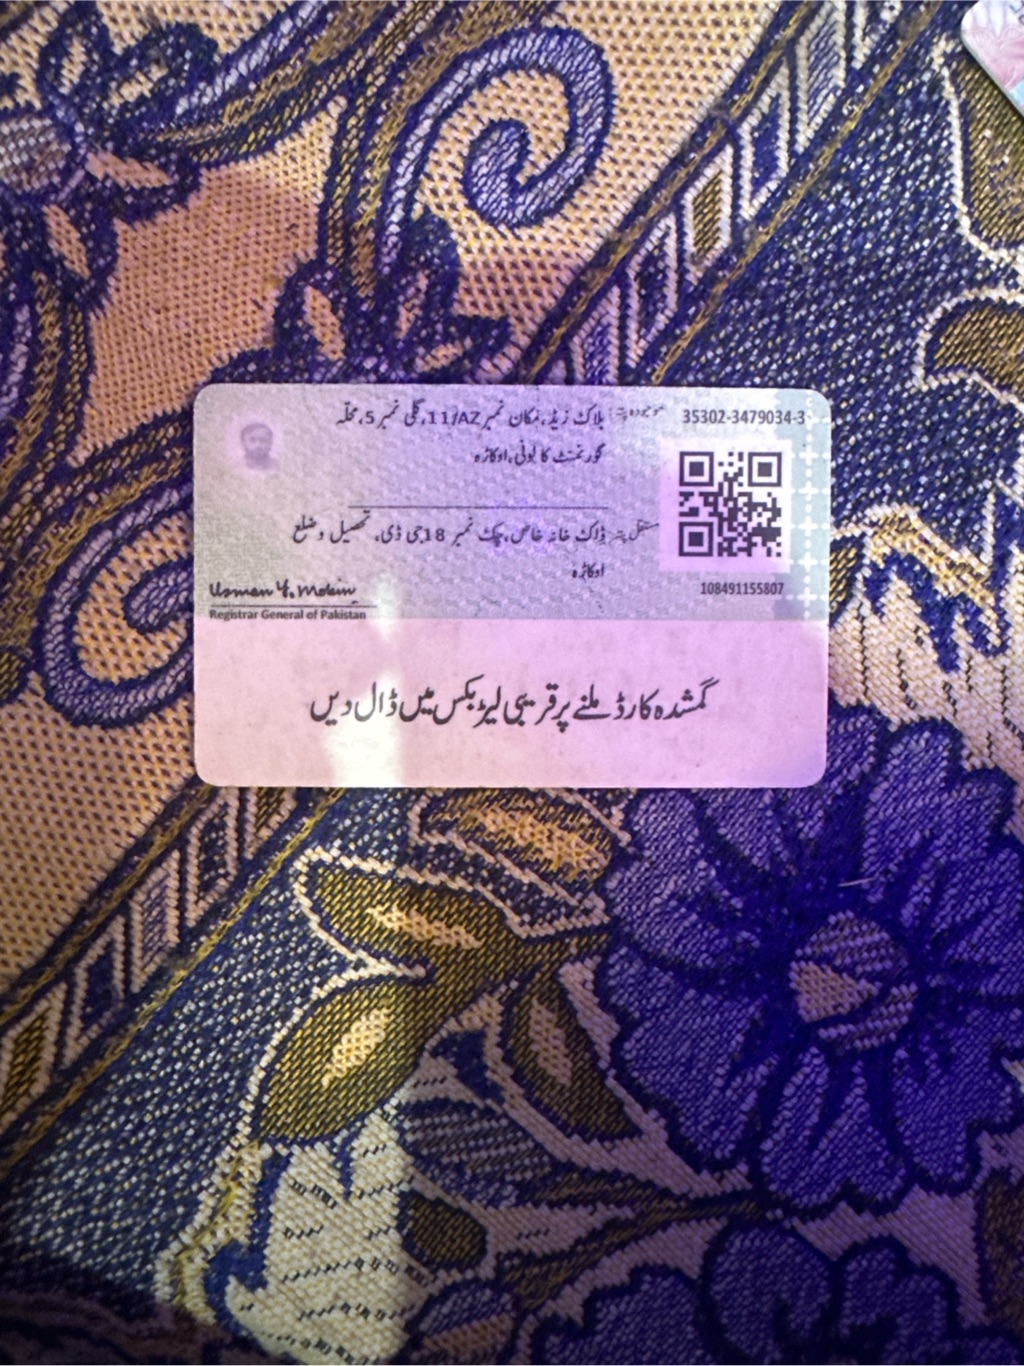 35302-3479034-3
موجودہ پتہ: بلاک زیڈ، مکان نمبر 11/AZ، گلی نمبر 5، محلّہ
گورنمنٹ کالونی، اوکاڑہ
مستقل پتہ: ڈاک خانہ خاص، چک نمبر 18 جی ڈی، تحصیل و ضلع
اوکاڑہ
108491155807
Usman Y. Mobin
Registrar General of Pakistan
گمشدہ کارڈ ملنے پر قریبی لیٹر بکس میں ڈال دیں